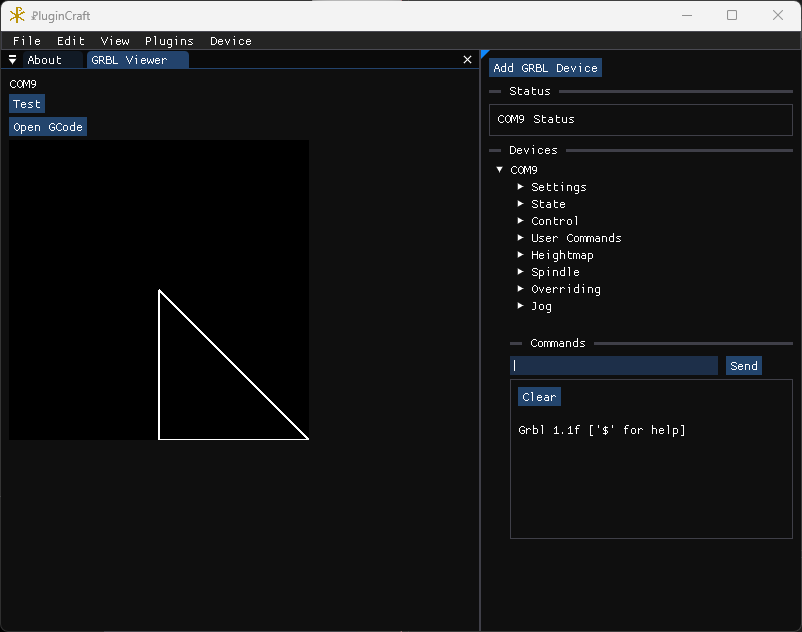 PluginCraft
File Edit View Plugins Device
About GRBL Viewer
COM9
Test
Open GCode
Add GRBL Device
Status
COM9 Status
Devices
COM9
Settings
State
Control
User Commands
Heightmap
Spindle
Overriding
Jog
Commands
Send
Clear
Grbl 1.1f ['$' for help]